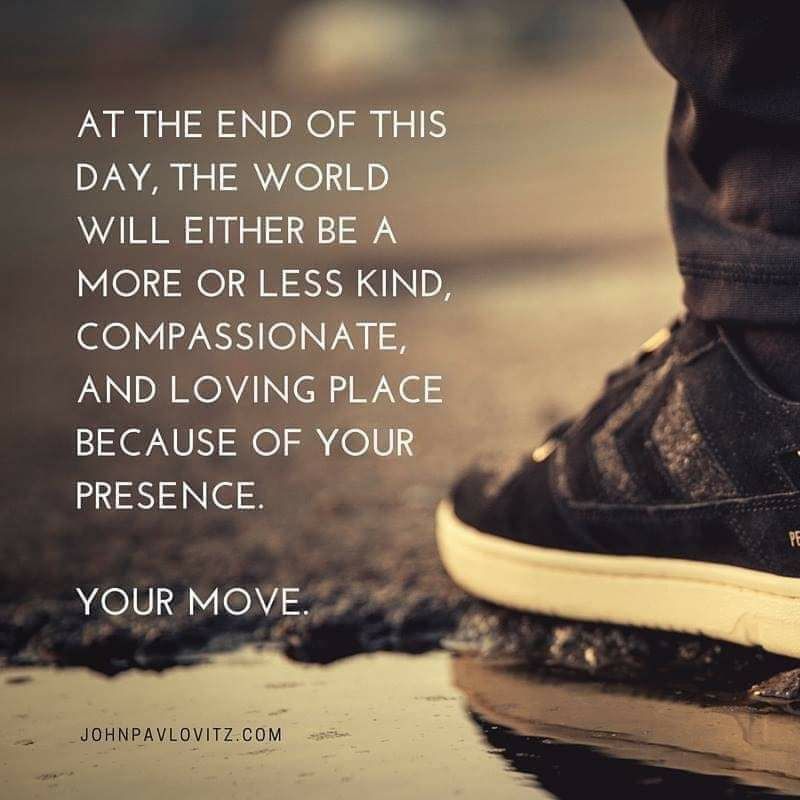 AT THE END OF THIS
DAY, THE WORLD
WILL EITHER BE A
MORE OR LESS KIND,
COMPASSIONATE,
AND LOVING PLACE
BECAUSE OF YOUR
PRESENCE.
YOUR MOVE.
JOHNPAVLOVITZ.COM